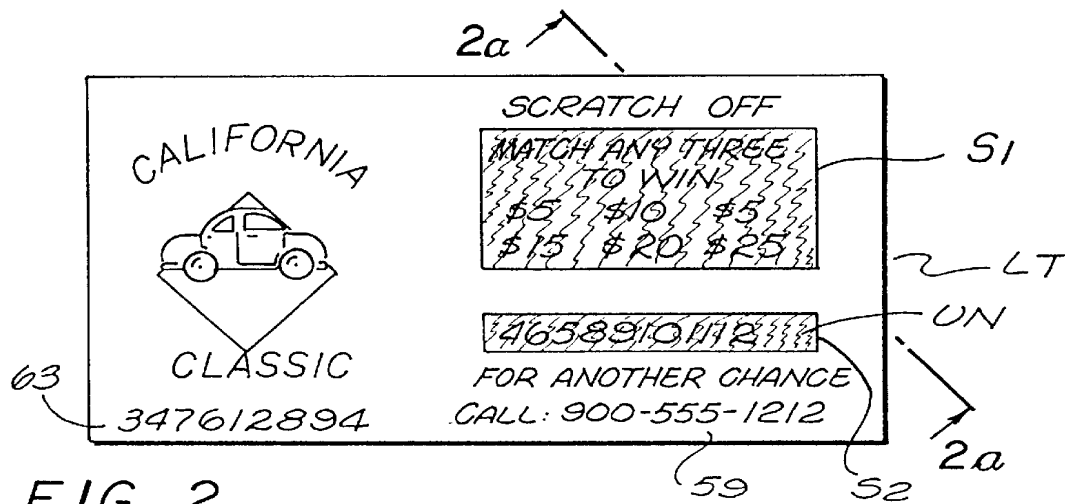 2a
SCRATCH OFF
CALIFORNIA
MATCH ANY THREE
TO WIN
$5 $10 $5
$15 $20 $25
S1
LT
46589101112
UN
CLASSIC
FOR ANOTHER CHANCE
63
347612894
CALL: 900-555-1212
2a
FIG. 2
59
S2